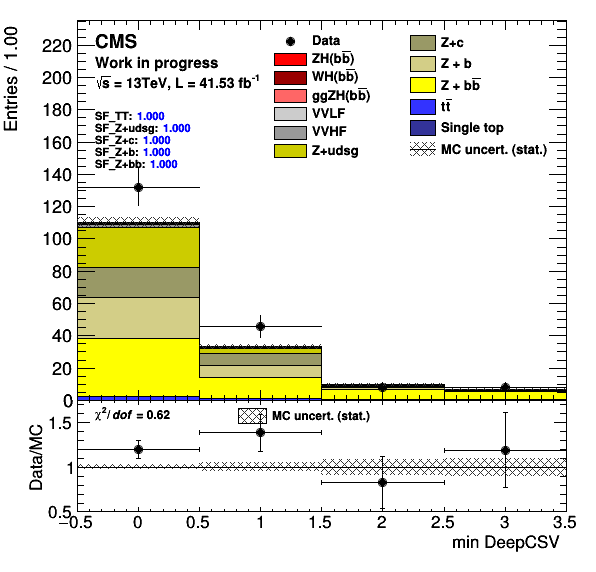 Entries / 1.00
220
200
180
160
140
120
100
80
60
40
20
0
CMS
Work in progress
√s = 13TeV, L = 41.53 fb⁻¹
SF_TT: 1.000
SF_Z+udsg: 1.000
SF_Z+c: 1.000
SF_Z+b: 1.000
SF_Z+bb: 1.000
Data
ZH(bb̅)
WH(bb̅)
ggZH(bb̅)
VVLF
VVHF
Z+udsg
Z+c
Z + b
Z + bb̅
tt̅
Single top
MC uncert. (stat.)
Data/MC
1.5
1
0.5
χ²/dof = 0.62
MC uncert. (stat.)
−0.5 0 0.5 1 1.5 2 2.5 3 3.5
min DeepCSV